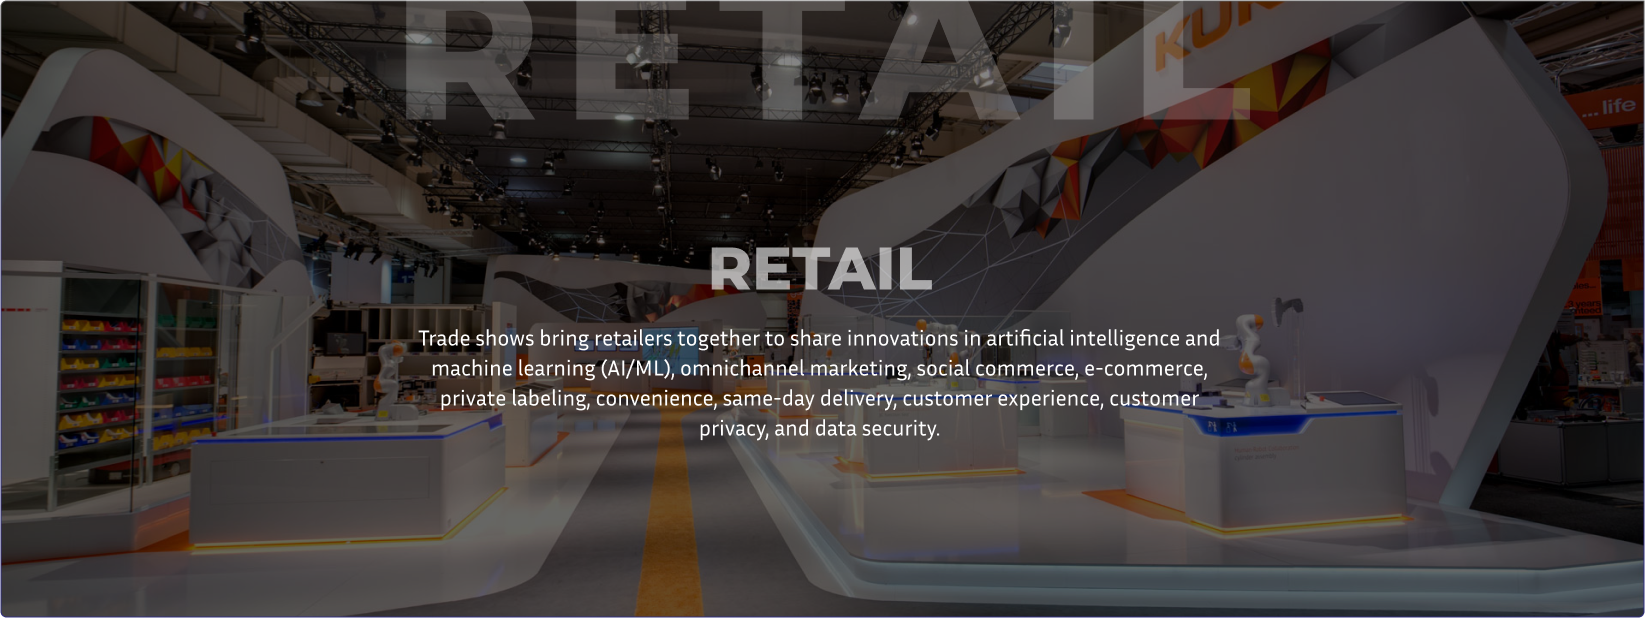 RETAIL
... life
RETAIL
Trade shows bring retailers together to share innovations in artificial intelligence and
machine learning (AI/ML), omnichannel marketing, social commerce, e-commerce,
private labeling, convenience, same-day delivery, customer experience, customer
privacy, and data security.